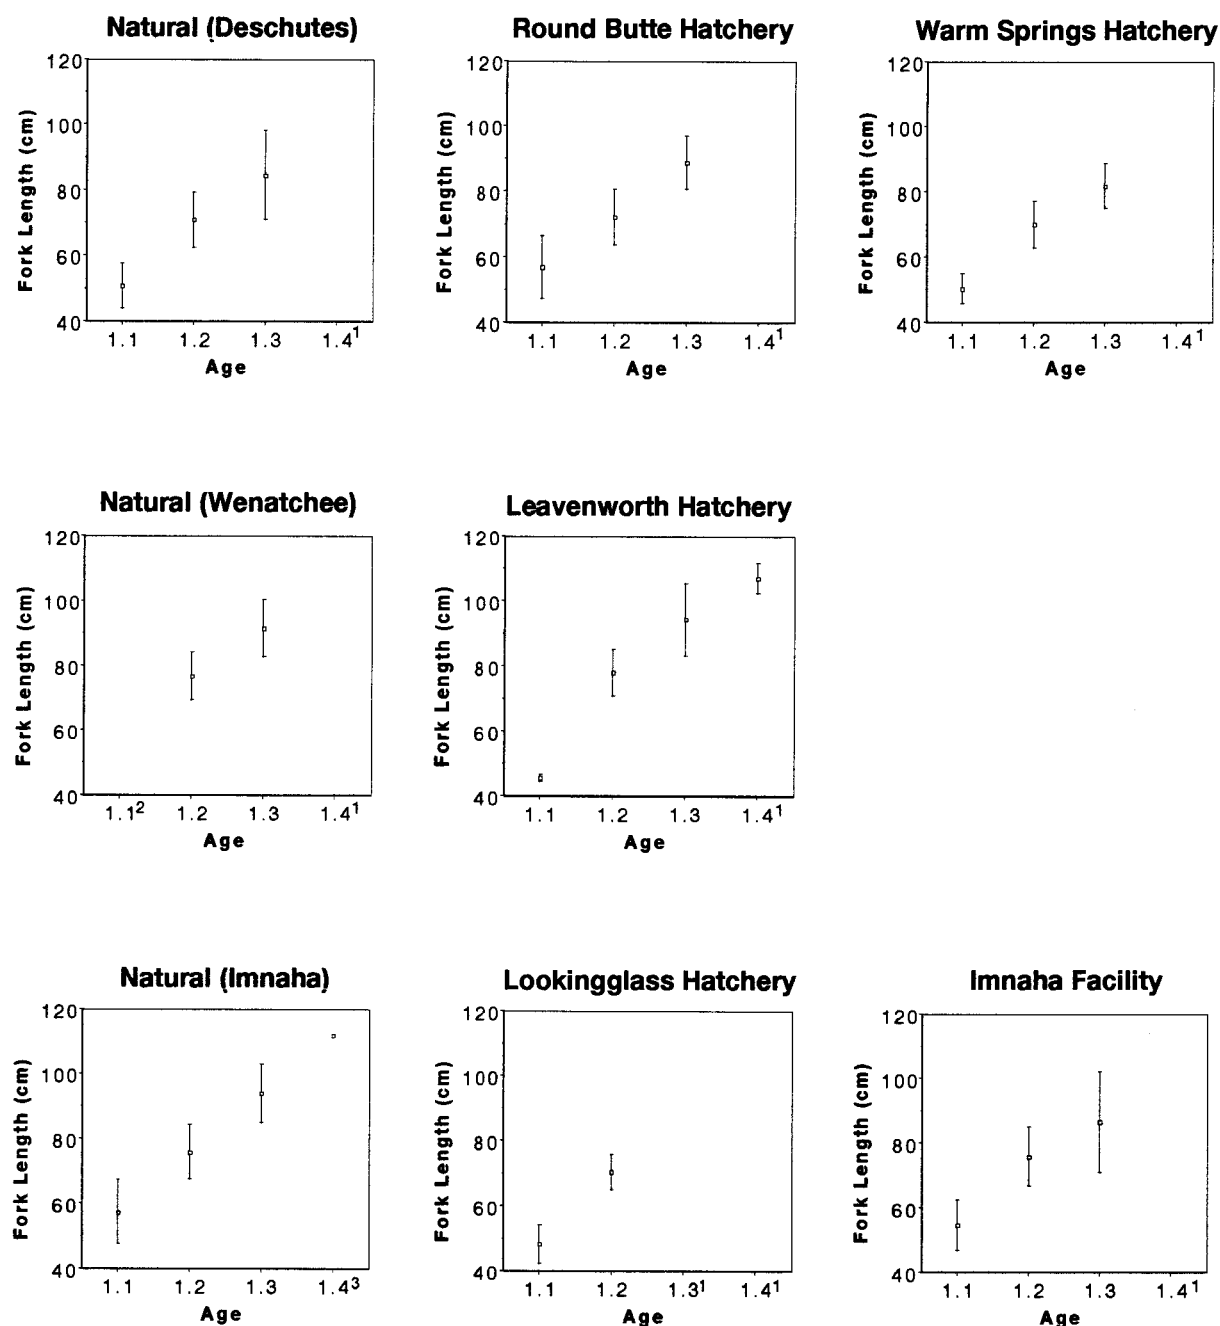 Natural (Deschutes)
120
100
80
60
40
Fork Length (cm)
1.1 1.2 1.3 1.4¹
Age
Round Butte Hatchery
120
100
80
60
40
Fork Length (cm)
1.1 1.2 1.3 1.4¹
Age
Warm Springs Hatchery
120
100
80
60
40
Fork Length (cm)
1.1 1.2 1.3 1.4¹
Age
Natural (Wenatchee)
120
100
80
60
40
Fork Length (cm)
1.1² 1.2 1.3 1.4¹
Age
Leavenworth Hatchery
120
100
80
60
40
Fork Length (cm)
1.1 1.2 1.3 1.4¹
Age
Natural (Imnaha)
120
100
80
60
40
Fork Length (cm)
1.1 1.2 1.3 1.4³
Age
Lookingglass Hatchery
120
100
80
60
40
Fork Length (cm)
1.1 1.2 1.3¹ 1.4¹
Age
Imnaha Facility
120
100
80
60
40
Fork Length (cm)
1.1 1.2 1.3 1.4¹
Age